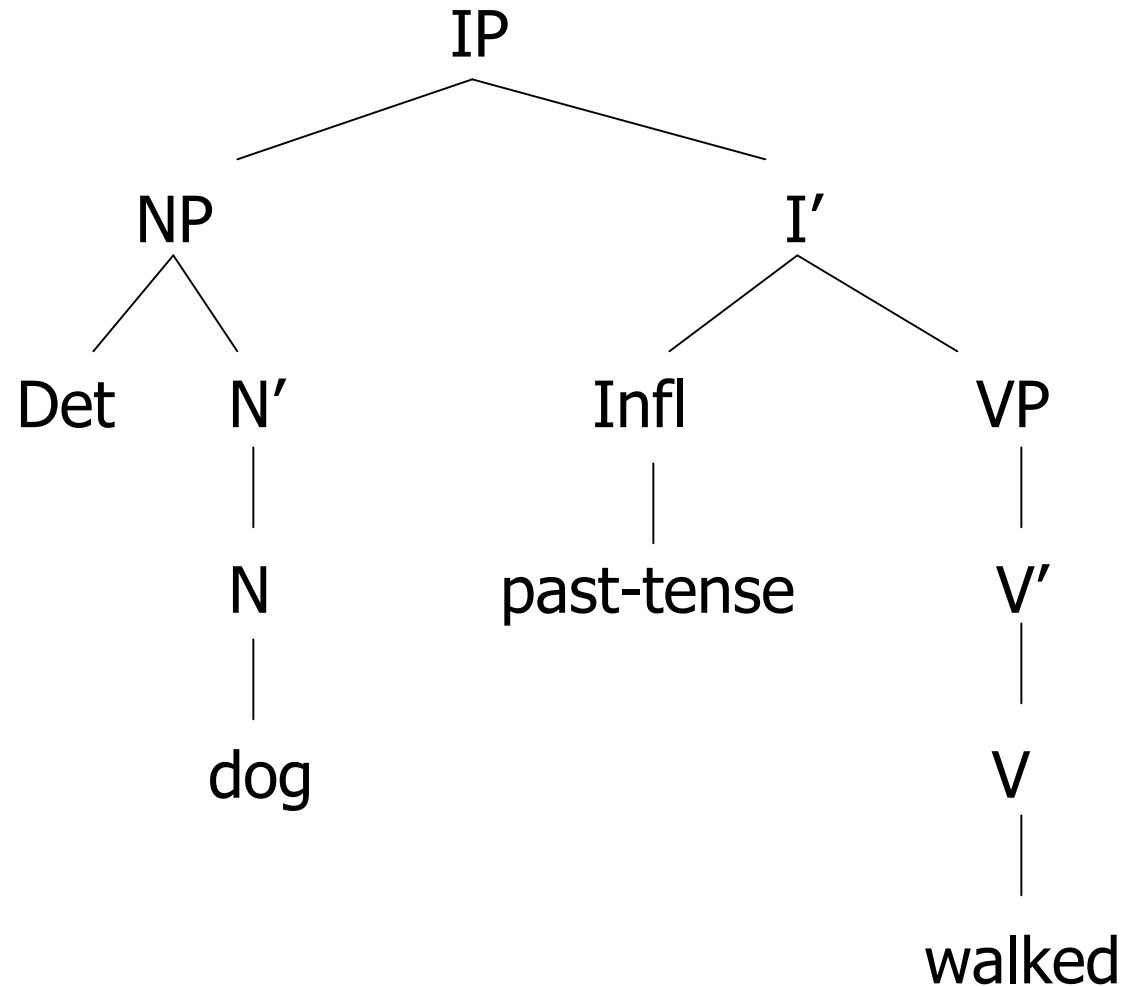 IP
NP I′
Det N′ Infl VP
N past-tense V′
dog V
walked